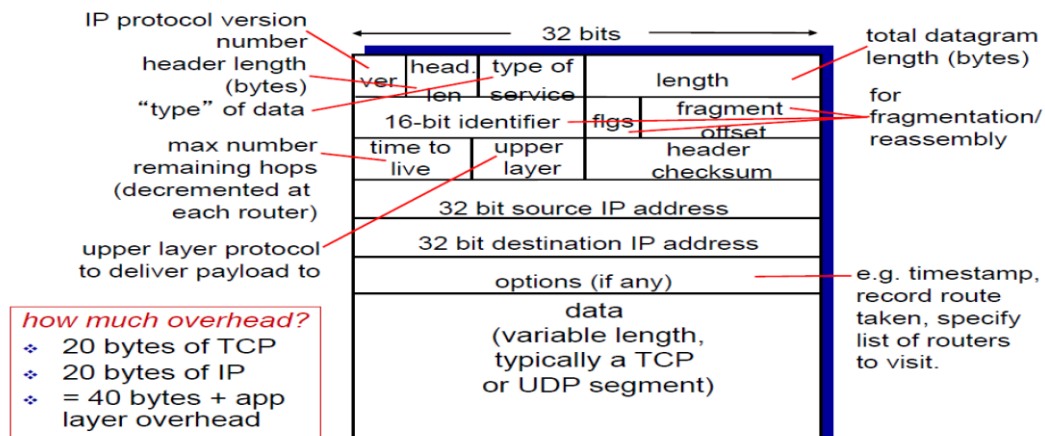 IP protocol version
number
header length
(bytes)
“type” of data
max number
remaining hops
(decremented at
each router)
upper layer protocol
to deliver payload to
how much overhead?
❖ 20 bytes of TCP
❖ 20 bytes of IP
❖ = 40 bytes + app
layer overhead
32 bits
ver
head.
len
type of
service
length
16-bit identifier
flgs
fragment
offset
time to
live
upper
layer
header
checksum
32 bit source IP address
32 bit destination IP address
options (if any)
data
(variable length,
typically a TCP
or UDP segment)
total datagram
length (bytes)
for
fragmentation/
reassembly
e.g. timestamp,
record route
taken, specify
list of routers
to visit.